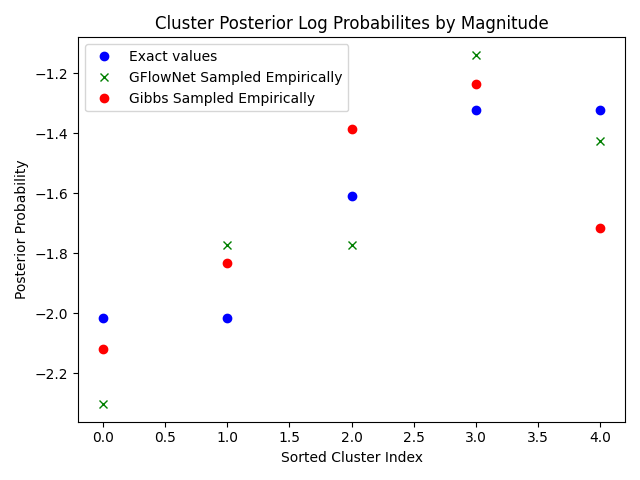 Cluster Posterior Log Probabilites by Magnitude
Exact values
GFlowNet Sampled Empirically
Gibbs Sampled Empirically
Posterior Probability
−1.2
−1.4
−1.6
−1.8
−2.0
−2.2
0.0 0.5 1.0 1.5 2.0 2.5 3.0 3.5 4.0
Sorted Cluster Index